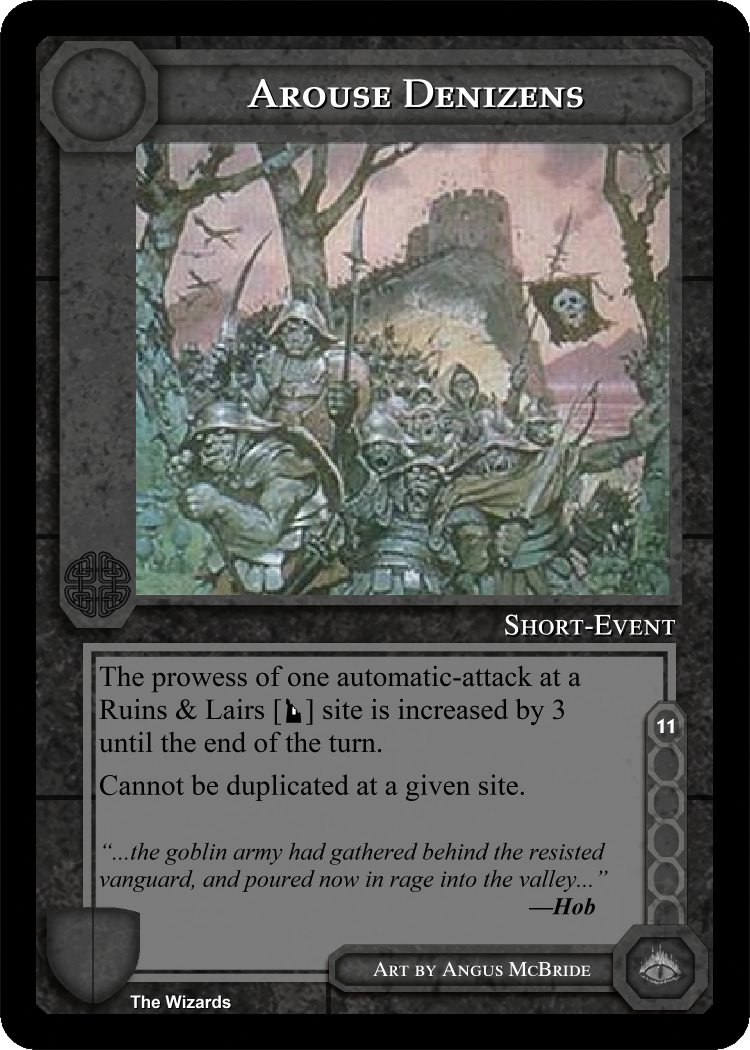 Arouse Denizens
Short-Event
The prowess of one automatic-attack at a
Ruins & Lairs [] site is increased by 3
until the end of the turn.
Cannot be duplicated at a given site.
11
“...the goblin army had gathered behind the resisted
vanguard, and poured now in rage into the valley...”
—Hob
Art by Angus McBride
The Wizards